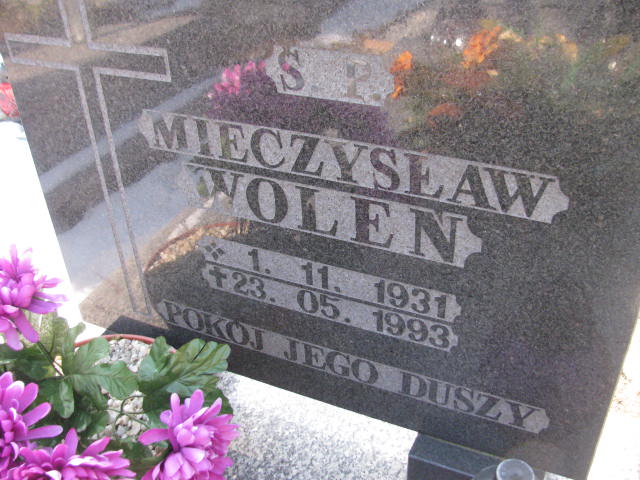 Ś. P.
MIECZYSŁAW
WOLEN
* 1. 11. 1931
✝ 23. 05. 1993
POKÓJ JEGO DUSZY